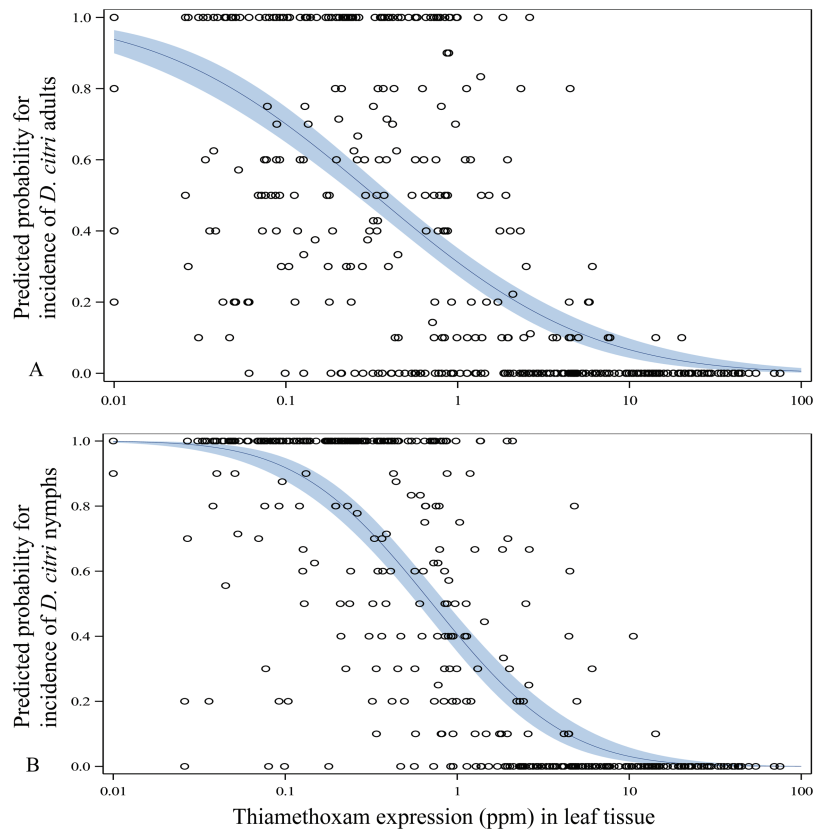 Predicted probability for
incidence of D. citri adults
1.0
0.8
0.6
0.4
0.2
0.0
A
0.01 0.1 1 10 100
Predicted probability for
incidence of D. citri nymphs
1.0
0.8
0.6
0.4
0.2
0.0
B
0.01 0.1 1 10 100
Thiamethoxam expression (ppm) in leaf tissue